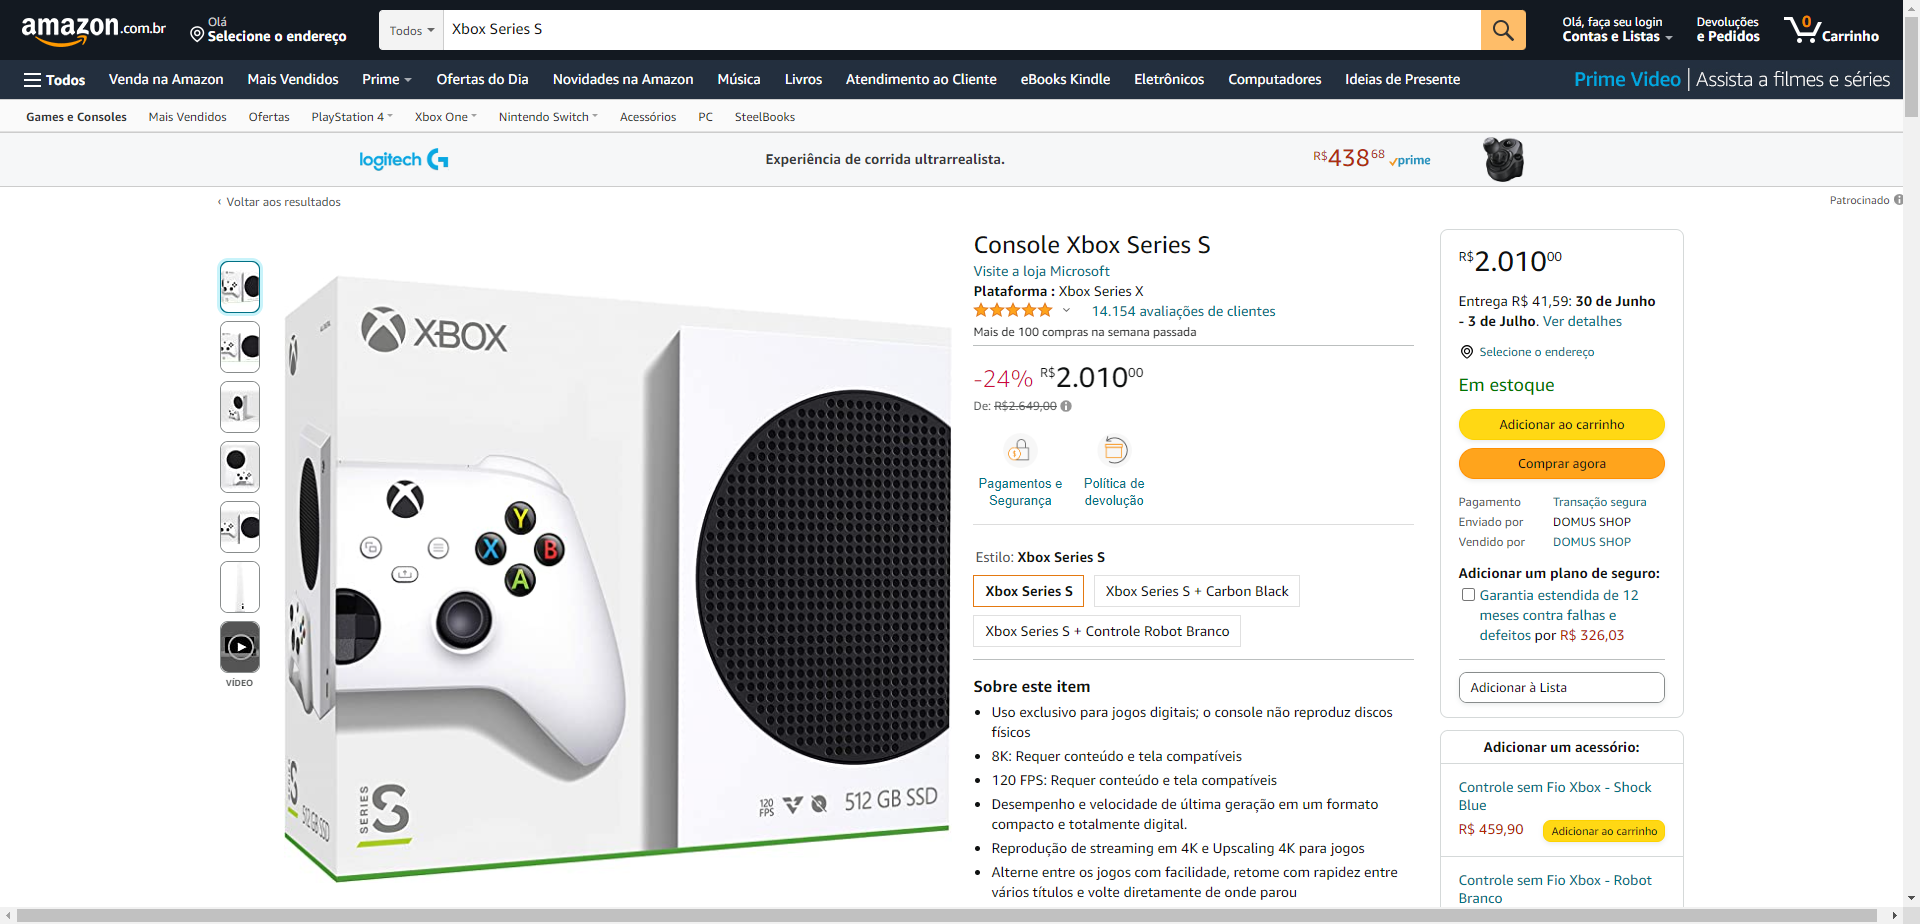 amazon.com.br
Olá
Selecione o endereço
Todos
Xbox Series S
Olá, faça seu login
Contas e Listas
Devoluções
e Pedidos
0
Carrinho
Todos
Venda na Amazon
Mais Vendidos
Prime
Ofertas do Dia
Novidades na Amazon
Música
Livros
Atendimento ao Cliente
eBooks Kindle
Eletrônicos
Computadores
Ideias de Presente
Prime Video | Assista a filmes e séries
Games e Consoles
Mais Vendidos
Ofertas
PlayStation 4
Xbox One
Nintendo Switch
Acessórios
PC
SteelBooks
logitech G
Experiência de corrida ultrarrealista.
R$438 68
prime
‹ Voltar aos resultados
Patrocinado
VÍDEO
XBOX
Y
X
B
A
SERIES
S
120
FPS
512 GB SSD
S
512 GB SSD
Console Xbox Series S
Visite a loja Microsoft
Plataforma : Xbox Series X
14.154 avaliações de clientes
Mais de 100 compras na semana passada
-24% R$2.010 00
De: R$2.649,00
Pagamentos e
Segurança
Política de
devolução
Estilo: Xbox Series S
Xbox Series S
Xbox Series S + Carbon Black
Xbox Series S + Controle Robot Branco
Sobre este item
• Uso exclusivo para jogos digitais; o console não reproduz discos
físicos
• 8K: Requer conteúdo e tela compatíveis
• 120 FPS: Requer conteúdo e tela compatíveis
• Desempenho e velocidade de última geração em um formato
compacto e totalmente digital.
• Reprodução de streaming em 4K e Upscaling 4K para jogos
• Alterne entre os jogos com facilidade, retome com rapidez entre
vários títulos e volte diretamente de onde parou
R$2.010 00
Entrega R$ 41,59: 30 de Junho
- 3 de Julho. Ver detalhes
Selecione o endereço
Em estoque
Adicionar ao carrinho
Comprar agora
Pagamento Transação segura
Enviado por DOMUS SHOP
Vendido por DOMUS SHOP
Adicionar um plano de seguro:
Garantia estendida de 12
meses contra falhas e
defeitos por R$ 326,03
Adicionar à Lista
Adicionar um acessório:
Controle sem Fio Xbox - Shock
Blue
R$ 459,90
Adicionar ao carrinho
Controle sem Fio Xbox - Robot
Branco